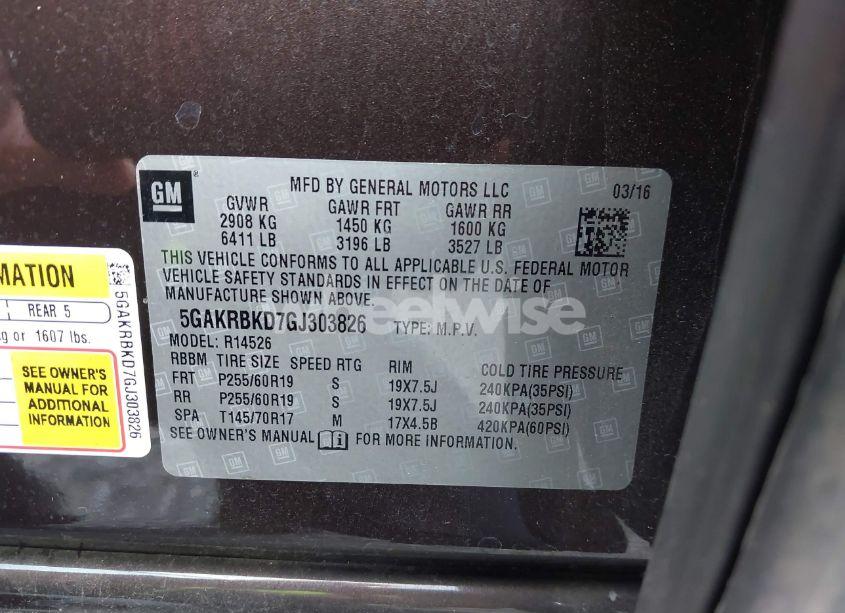 GM
MFD BY GENERAL MOTORS LLC
03/16
GVWR GAWR FRT GAWR RR
2908 KG 1450 KG 1600 KG
6411 LB 3196 LB 3527 LB
THIS VEHICLE CONFORMS TO ALL APPLICABLE U.S. FEDERAL MOTOR
VEHICLE SAFETY STANDARDS IN EFFECT ON THE DATE OF
MANUFACTURE SHOWN ABOVE.
5GAKRBKD7GJ303826 TYPE: M.P.V.
MODEL: R14526
RBBM TIRE SIZE SPEED RTG RIM COLD TIRE PRESSURE
FRT P255/60R19 S 19X7.5J 240KPA(35PSI)
RR P255/60R19 S 19X7.5J 240KPA(35PSI)
SPA T145/70R17 M 17X4.5B 420KPA(60PSI)
SEE OWNER'S MANUAL FOR MORE INFORMATION.
REAR 5
or 1607 lbs.
SEE OWNER'S
MANUAL FOR
ADDITIONAL
INFORMATION
5GAKRBKD7GJ303826